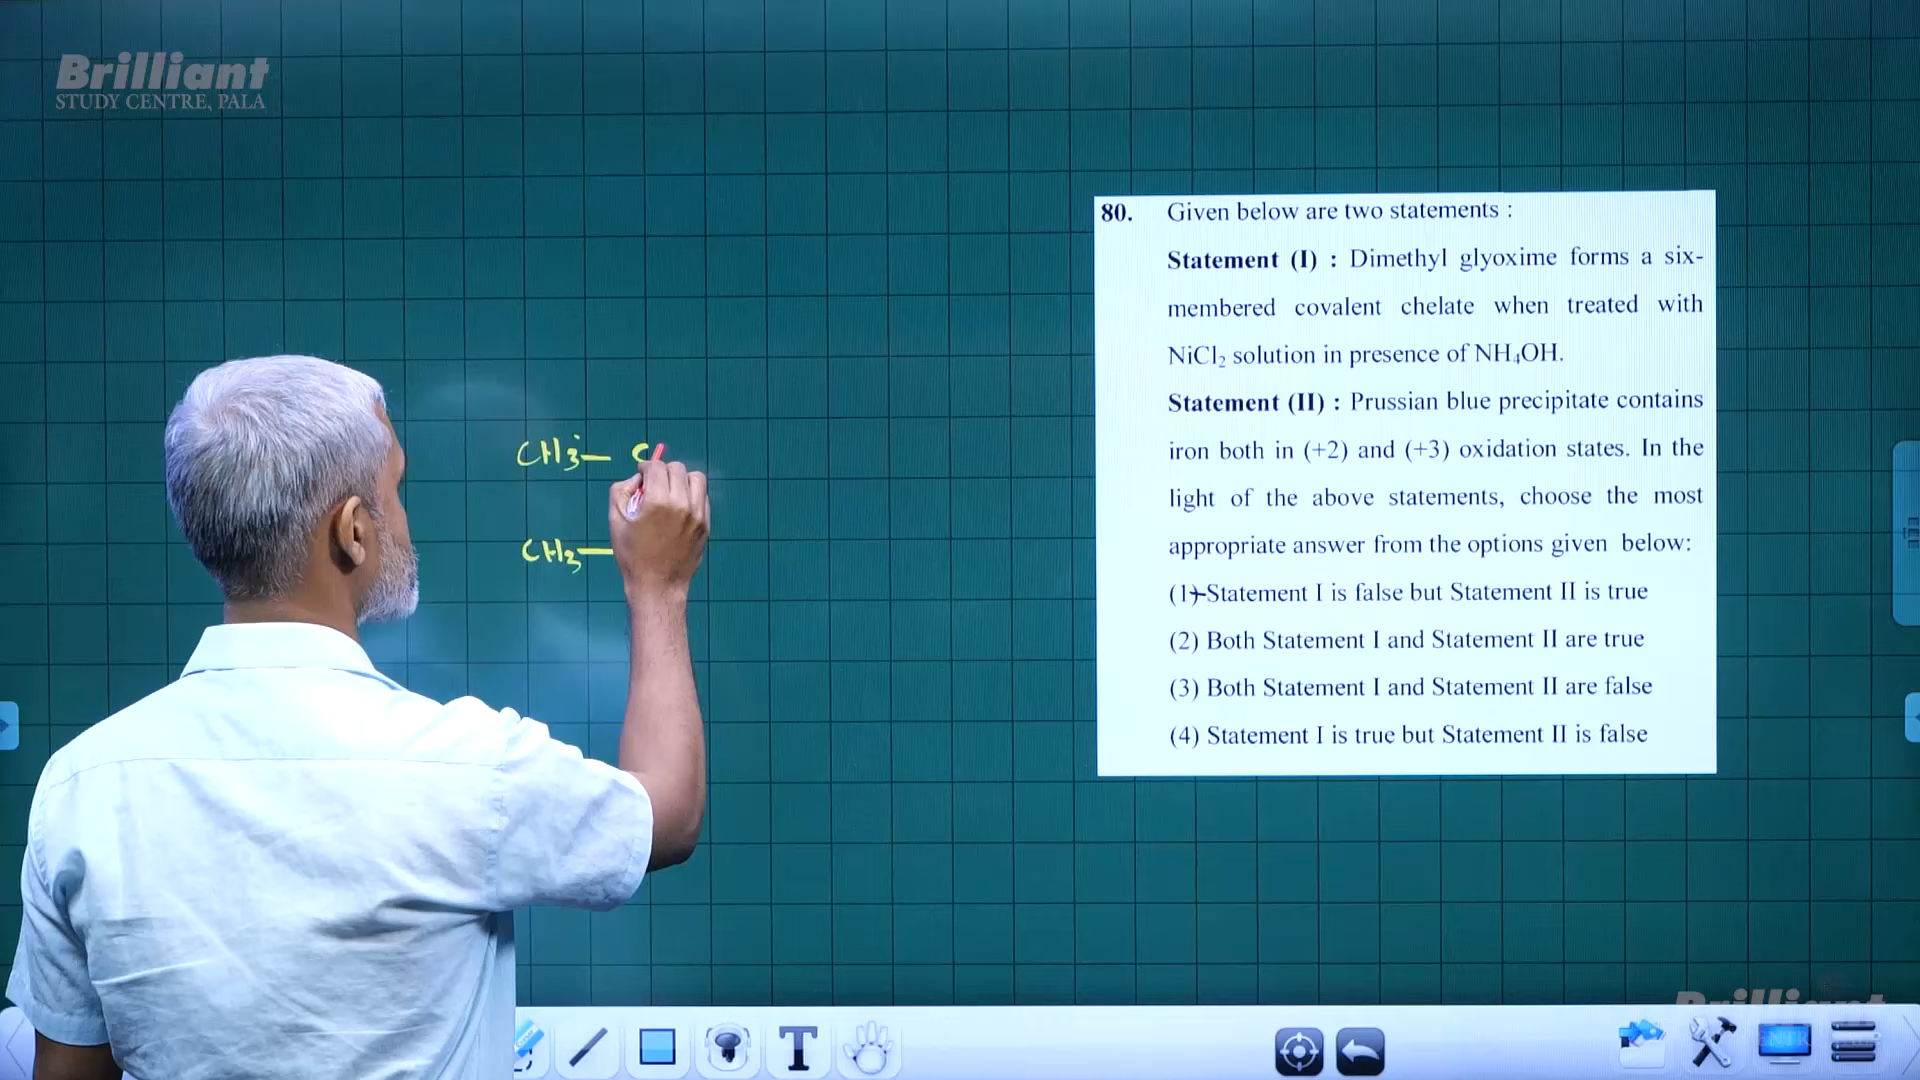 Brilliant
STUDY CENTRE, PALA
CH3 — C
CH3 —
80. Given below are two statements :
Statement (I) : Dimethyl glyoxime forms a six-
membered covalent chelate when treated with
NiCl2 solution in presence of NH4OH.
Statement (II) : Prussian blue precipitate contains
iron both in (+2) and (+3) oxidation states. In the
light of the above statements, choose the most
appropriate answer from the options given below:
(1) Statement I is false but Statement II is true
(2) Both Statement I and Statement II are true
(3) Both Statement I and Statement II are false
(4) Statement I is true but Statement II is false
T
Brilliant